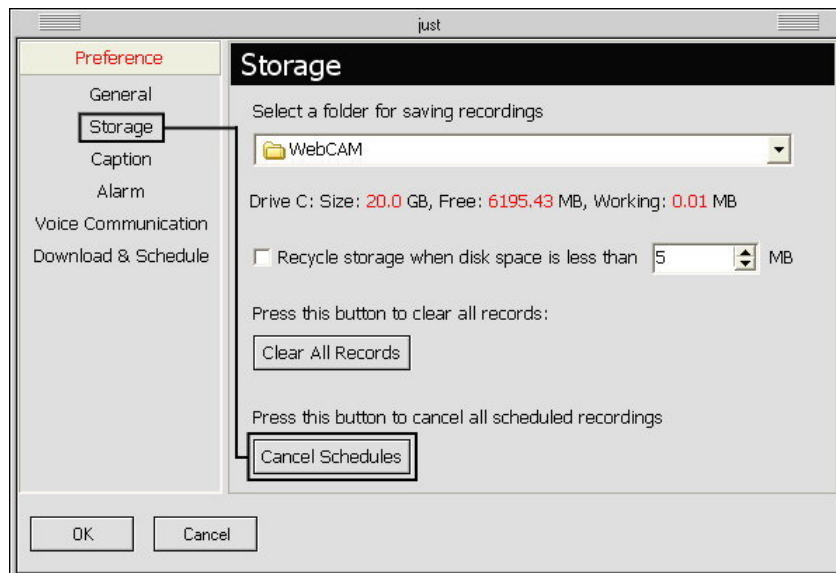 just
Preference
General
Storage
Caption
Alarm
Voice Communication
Download & Schedule
Storage
Select a folder for saving recordings
WebCAM
Drive C: Size: 20.0 GB, Free: 6195.43 MB, Working: 0.01 MB
Recycle storage when disk space is less than 5 MB
Press this button to clear all records:
Clear All Records
Press this button to cancel all scheduled recordings
Cancel Schedules
OK Cancel